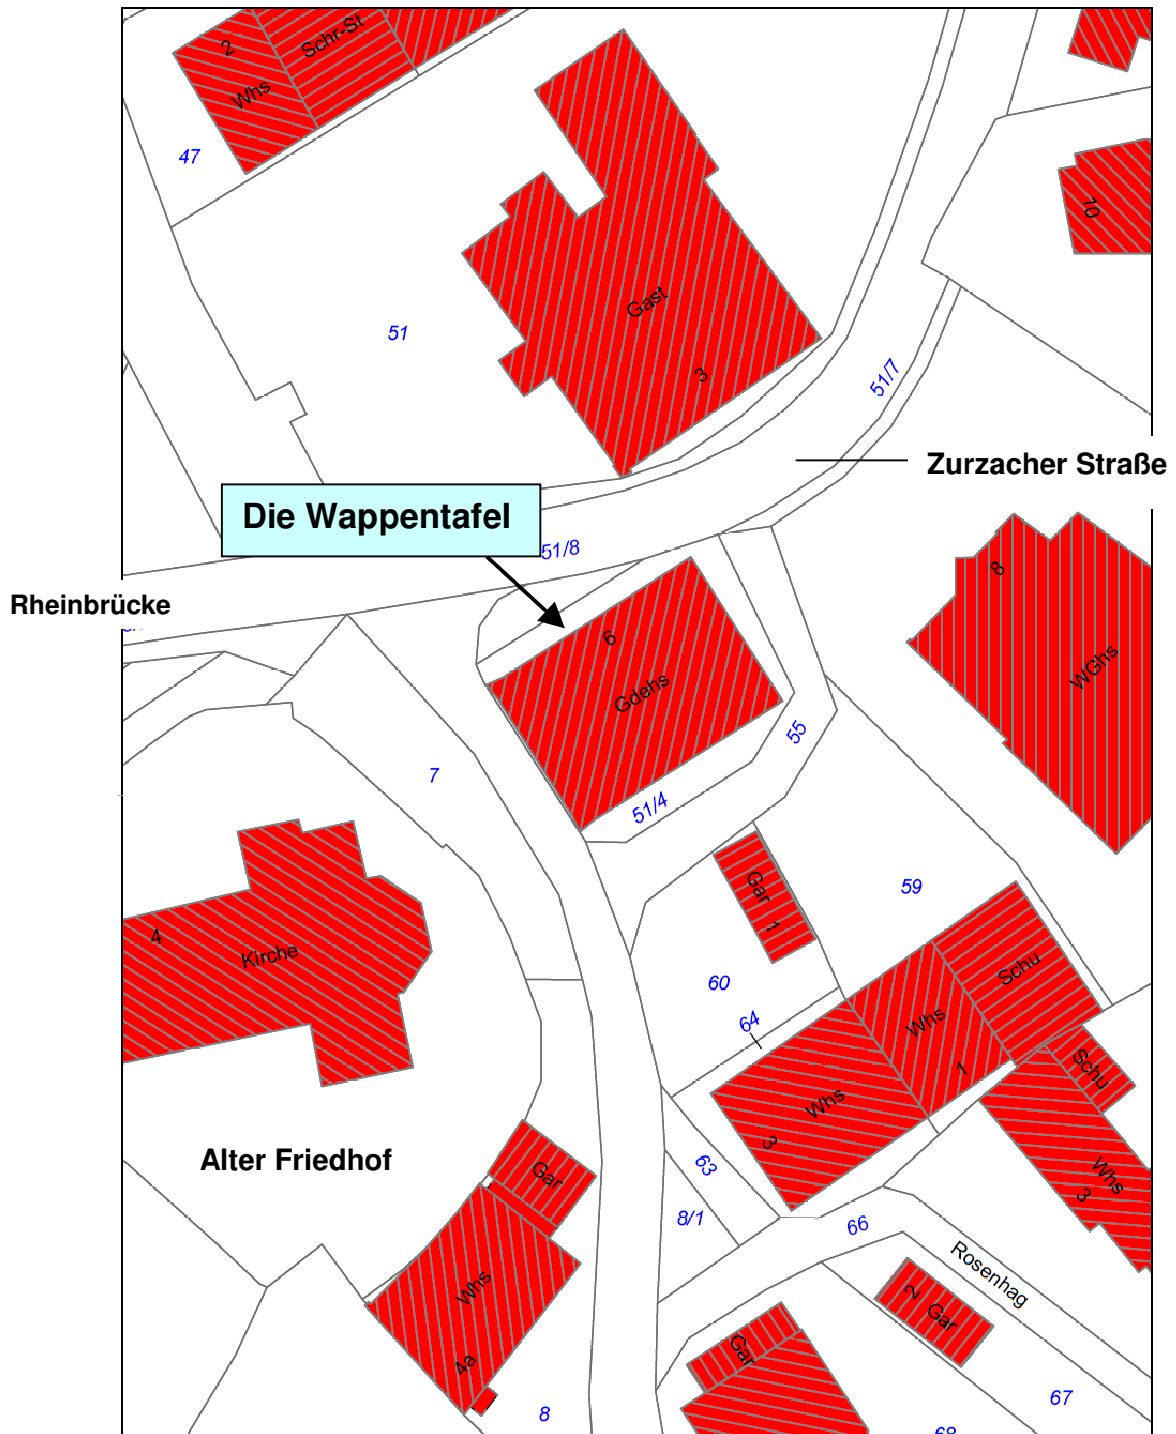 2
Schr-St
Whs
47
10
Gast
51
3
51/7
Zurzacher Straße
Die Wappentafel
51/8
8
Rheinbrücke
6
WGhs
Gdehs
55
7
51/4
Gar
1
59
4
Kirche
Schu
60
64
Whs
1
Schu
Whs
3
Alter Friedhof
63
Gar
Whs
3
8/1
66
Rosenhag
Whs
2
Gar
Gar
4a
67
8
68